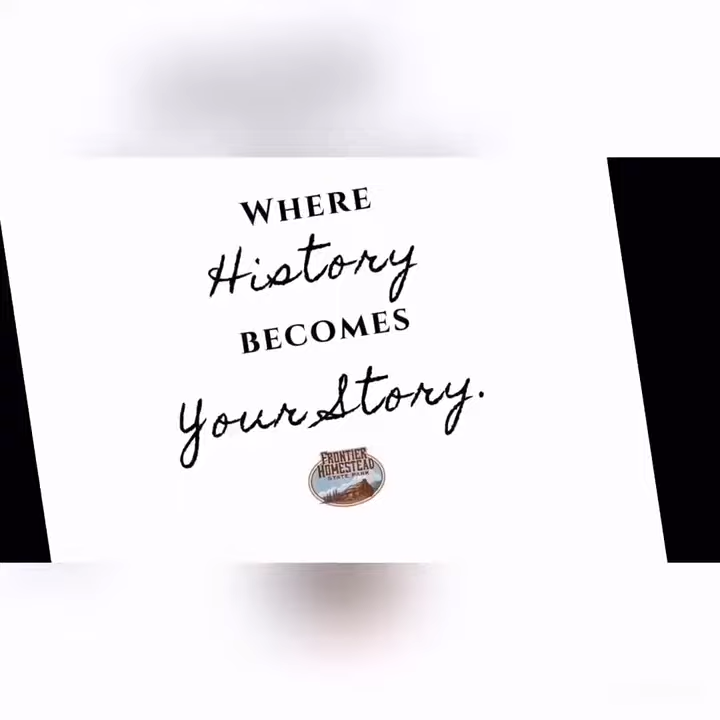 WHERE
History
BECOMES
Your Story.
FRONTIER
HOMESTEAD
STATE PARK